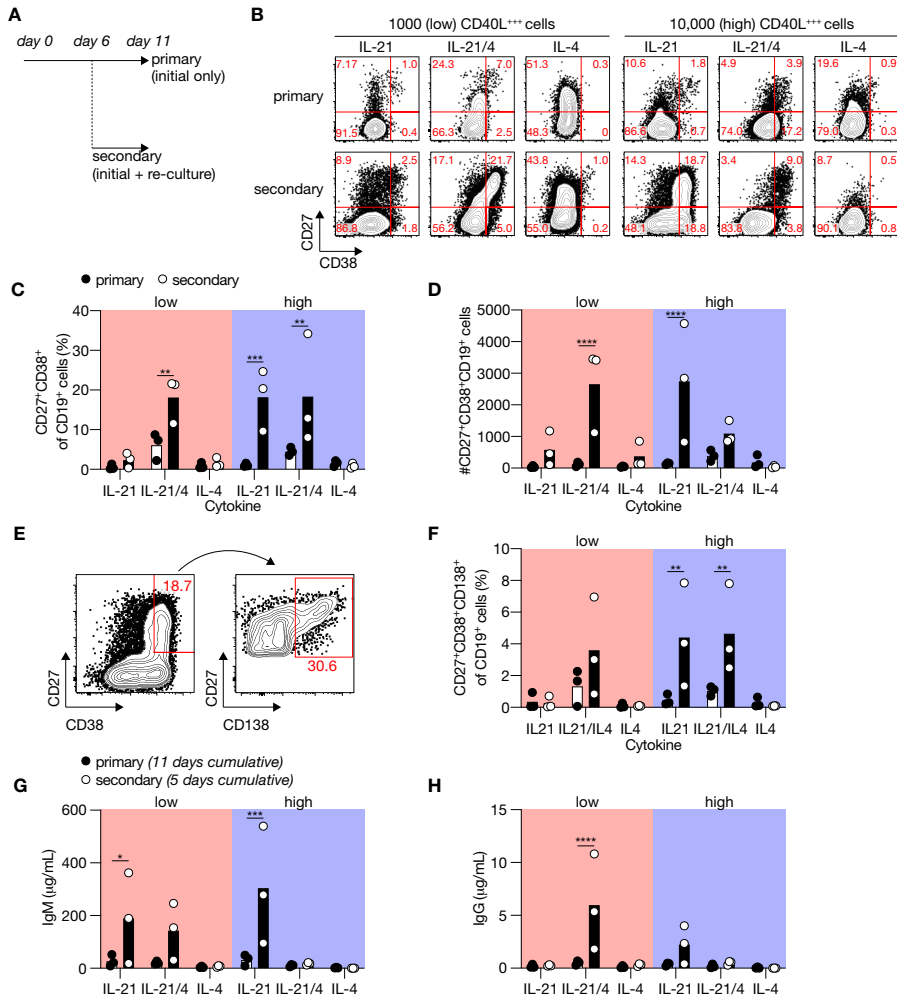 A
day 0 day 6 day 11
primary
(initial only)
secondary
(initial + re-culture)
B
1000 (low) CD40L+++ cells
10,000 (high) CD40L+++ cells
IL-21 IL-21/4 IL-4 IL-21 IL-21/4 IL-4
primary
7.17 1.0 24.3 7.0 51.3 0.3 10.6 1.8 4.9 3.9 19.6 0.9
91.5 0.4 66.3 2.5 48.3 0 86.6 0.7 74.0 17.2 79.0 0.3
secondary
8.9 2.5 17.1 21.7 43.8 1.0 14.3 18.7 3.4 9.0 8.7 0.5
86.8 1.8 56.2 5.0 55.0 0.2 48.1 18.8 83.8 3.8 90.1 0.8
CD27
CD38
C
primary secondary
low high
CD27+CD38+
of CD19+ cells (%)
40
30
20
10
0
** *** **
IL-21 IL-21/4 IL-4 IL-21 IL-21/4 IL-4
Cytokine
D
low high
#CD27+CD38+CD19+ cells
5000
4000
3000
2000
1000
0
**** ****
IL-21 IL-21/4 IL-4 IL-21 IL-21/4 IL-4
Cytokine
E
18.7
CD27
CD38
30.6
CD27
CD138
F
low high
CD27+CD38+CD138+
of CD19+ cells (%)
10
8
6
4
2
0
** **
IL21 IL21/IL4 IL4 IL21 IL21/IL4 IL4
Cytokine
primary (11 days cumulative)
secondary (5 days cumulative)
G
low high
IgM (µg/mL)
600
400
200
0
* ***
IL-21 IL-21/4 IL-4 IL-21 IL-21/4 IL-4
H
low high
IgG (µg/mL)
15
10
5
0
****
IL-21 IL-21/4 IL-4 IL-21 IL-21/4 IL-4